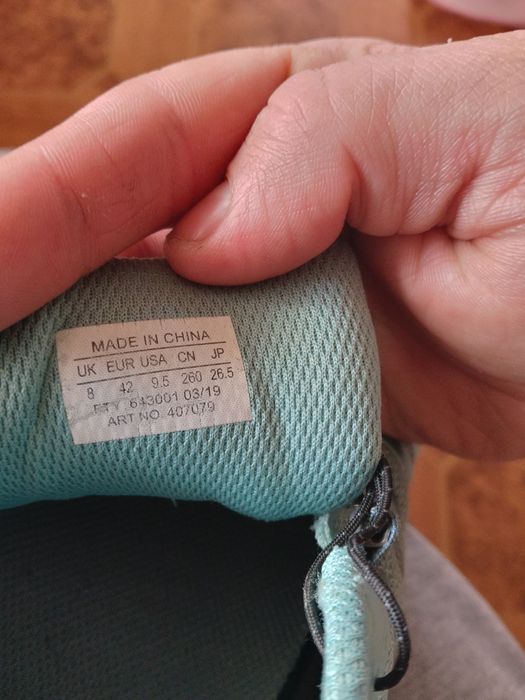 MADE IN CHINA
UK EUR USA CN JP
8 42 9.5 260 26.5
FTY 643001 03/19
ART NO. 407079